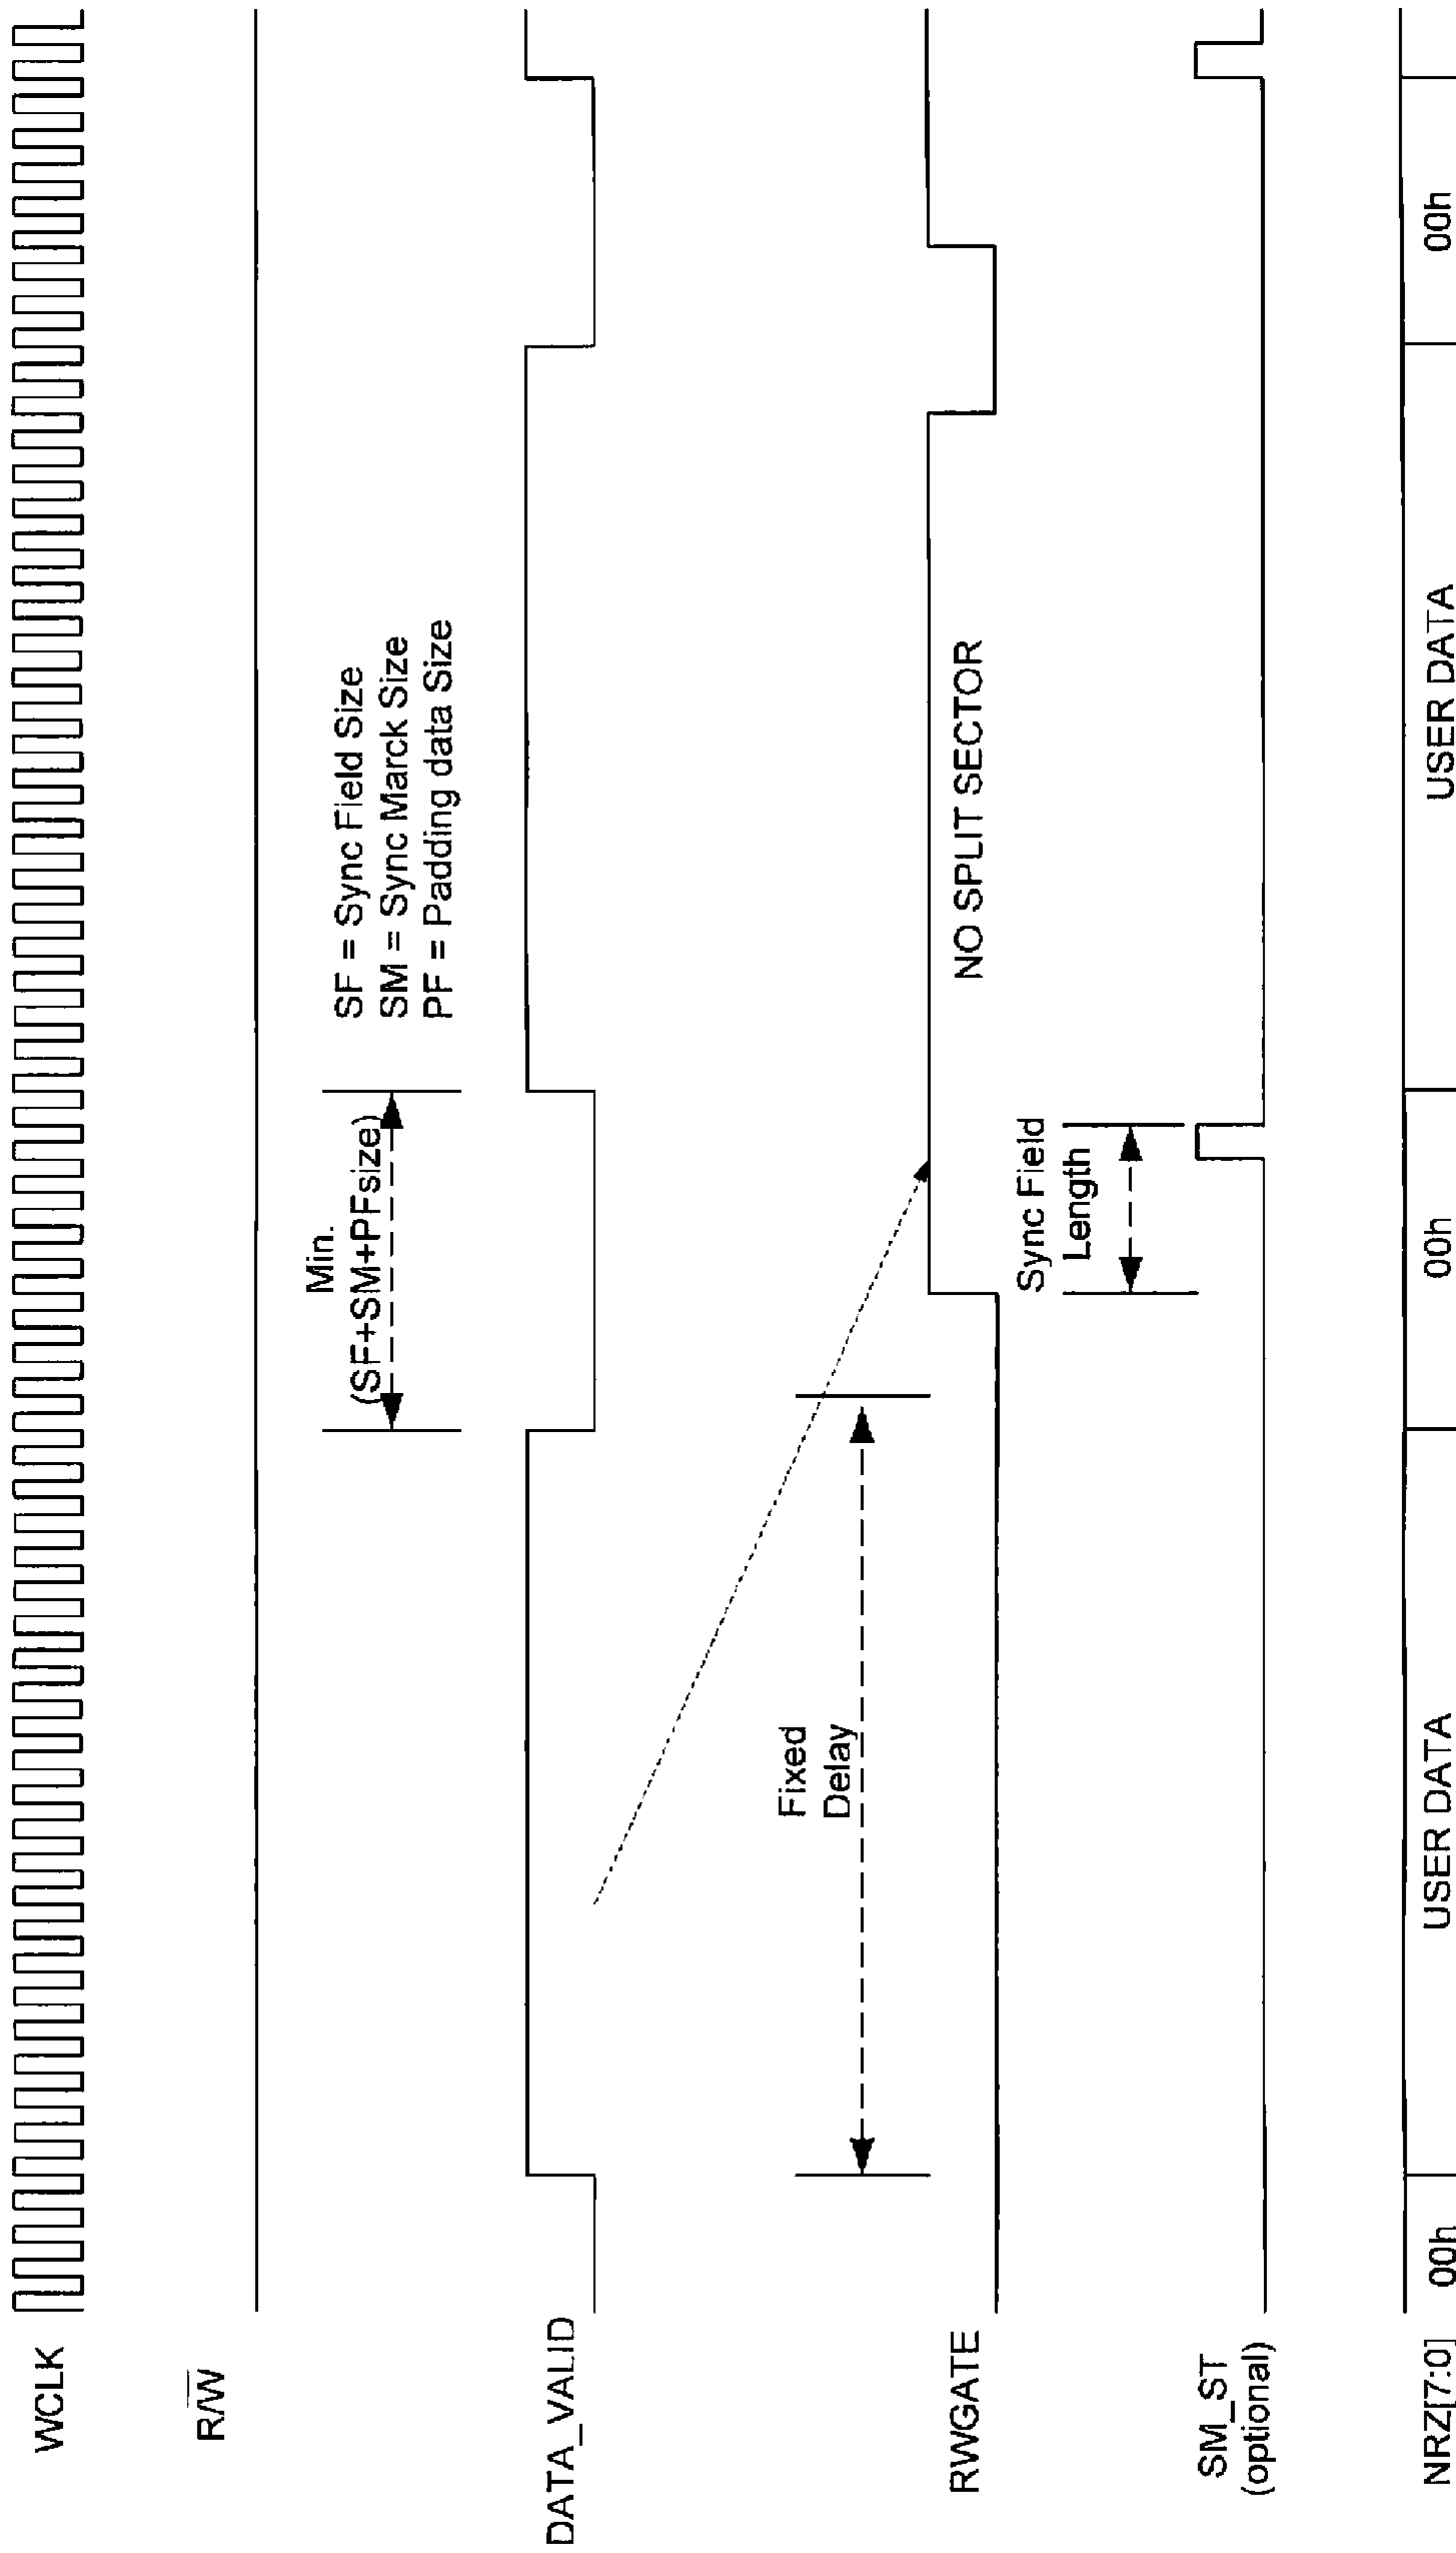 WCLK
R/W
Min.
(SF+SM+PFsize)
SF = Sync Field Size
SM = Sync Marck Size
PF = Padding data Size
DATA_VALID
Fixed
Delay
RWGATE
NO SPLIT SECTOR
Sync Field
Length
SM_ST
(optional)
NRZ[7:0]
00h
USER DATA
00h
USER DATA
00h